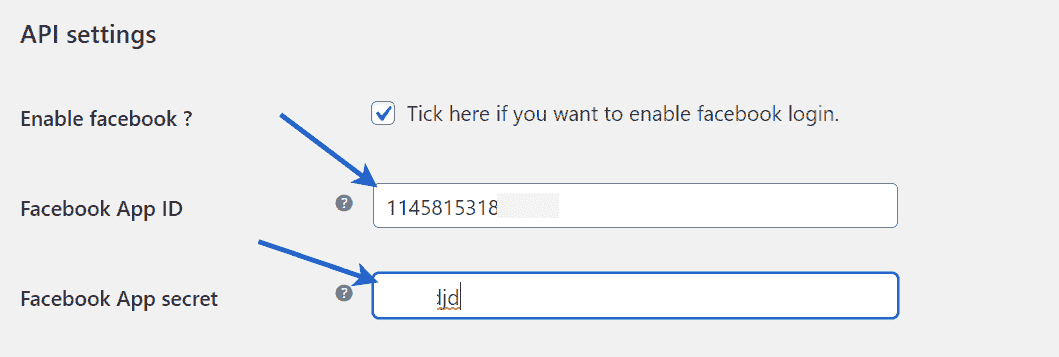 API settings
Enable facebook ?
Tick here if you want to enable facebook login.
Facebook App ID ?
1145815318
Facebook App secret ?